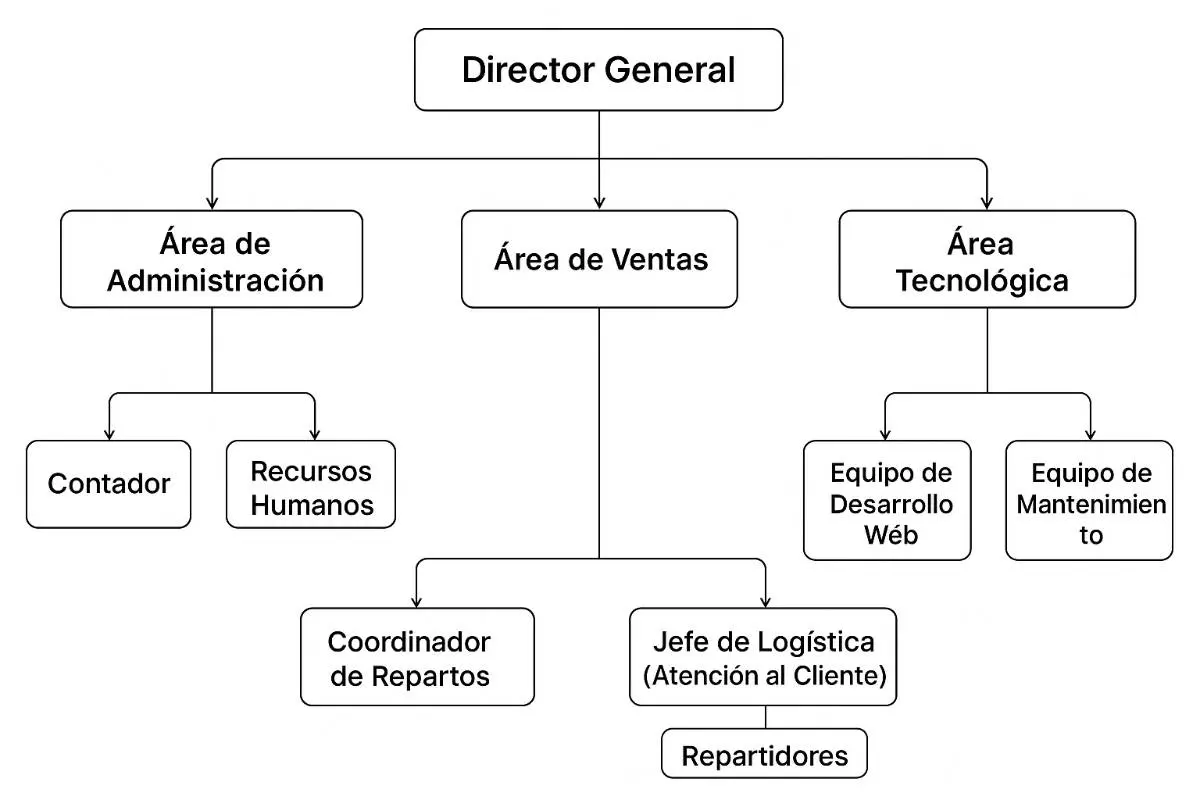 Director General
Área de
Administración
Área de Ventas
Área
Tecnológica
Contador
Recursos
Humanos
Equipo de
Desarrollo
Wéb
Equipo de
Mantenimien
to
Coordinador
de Repartos
Jefe de Logística
(Atención al Cliente)
Repartidores